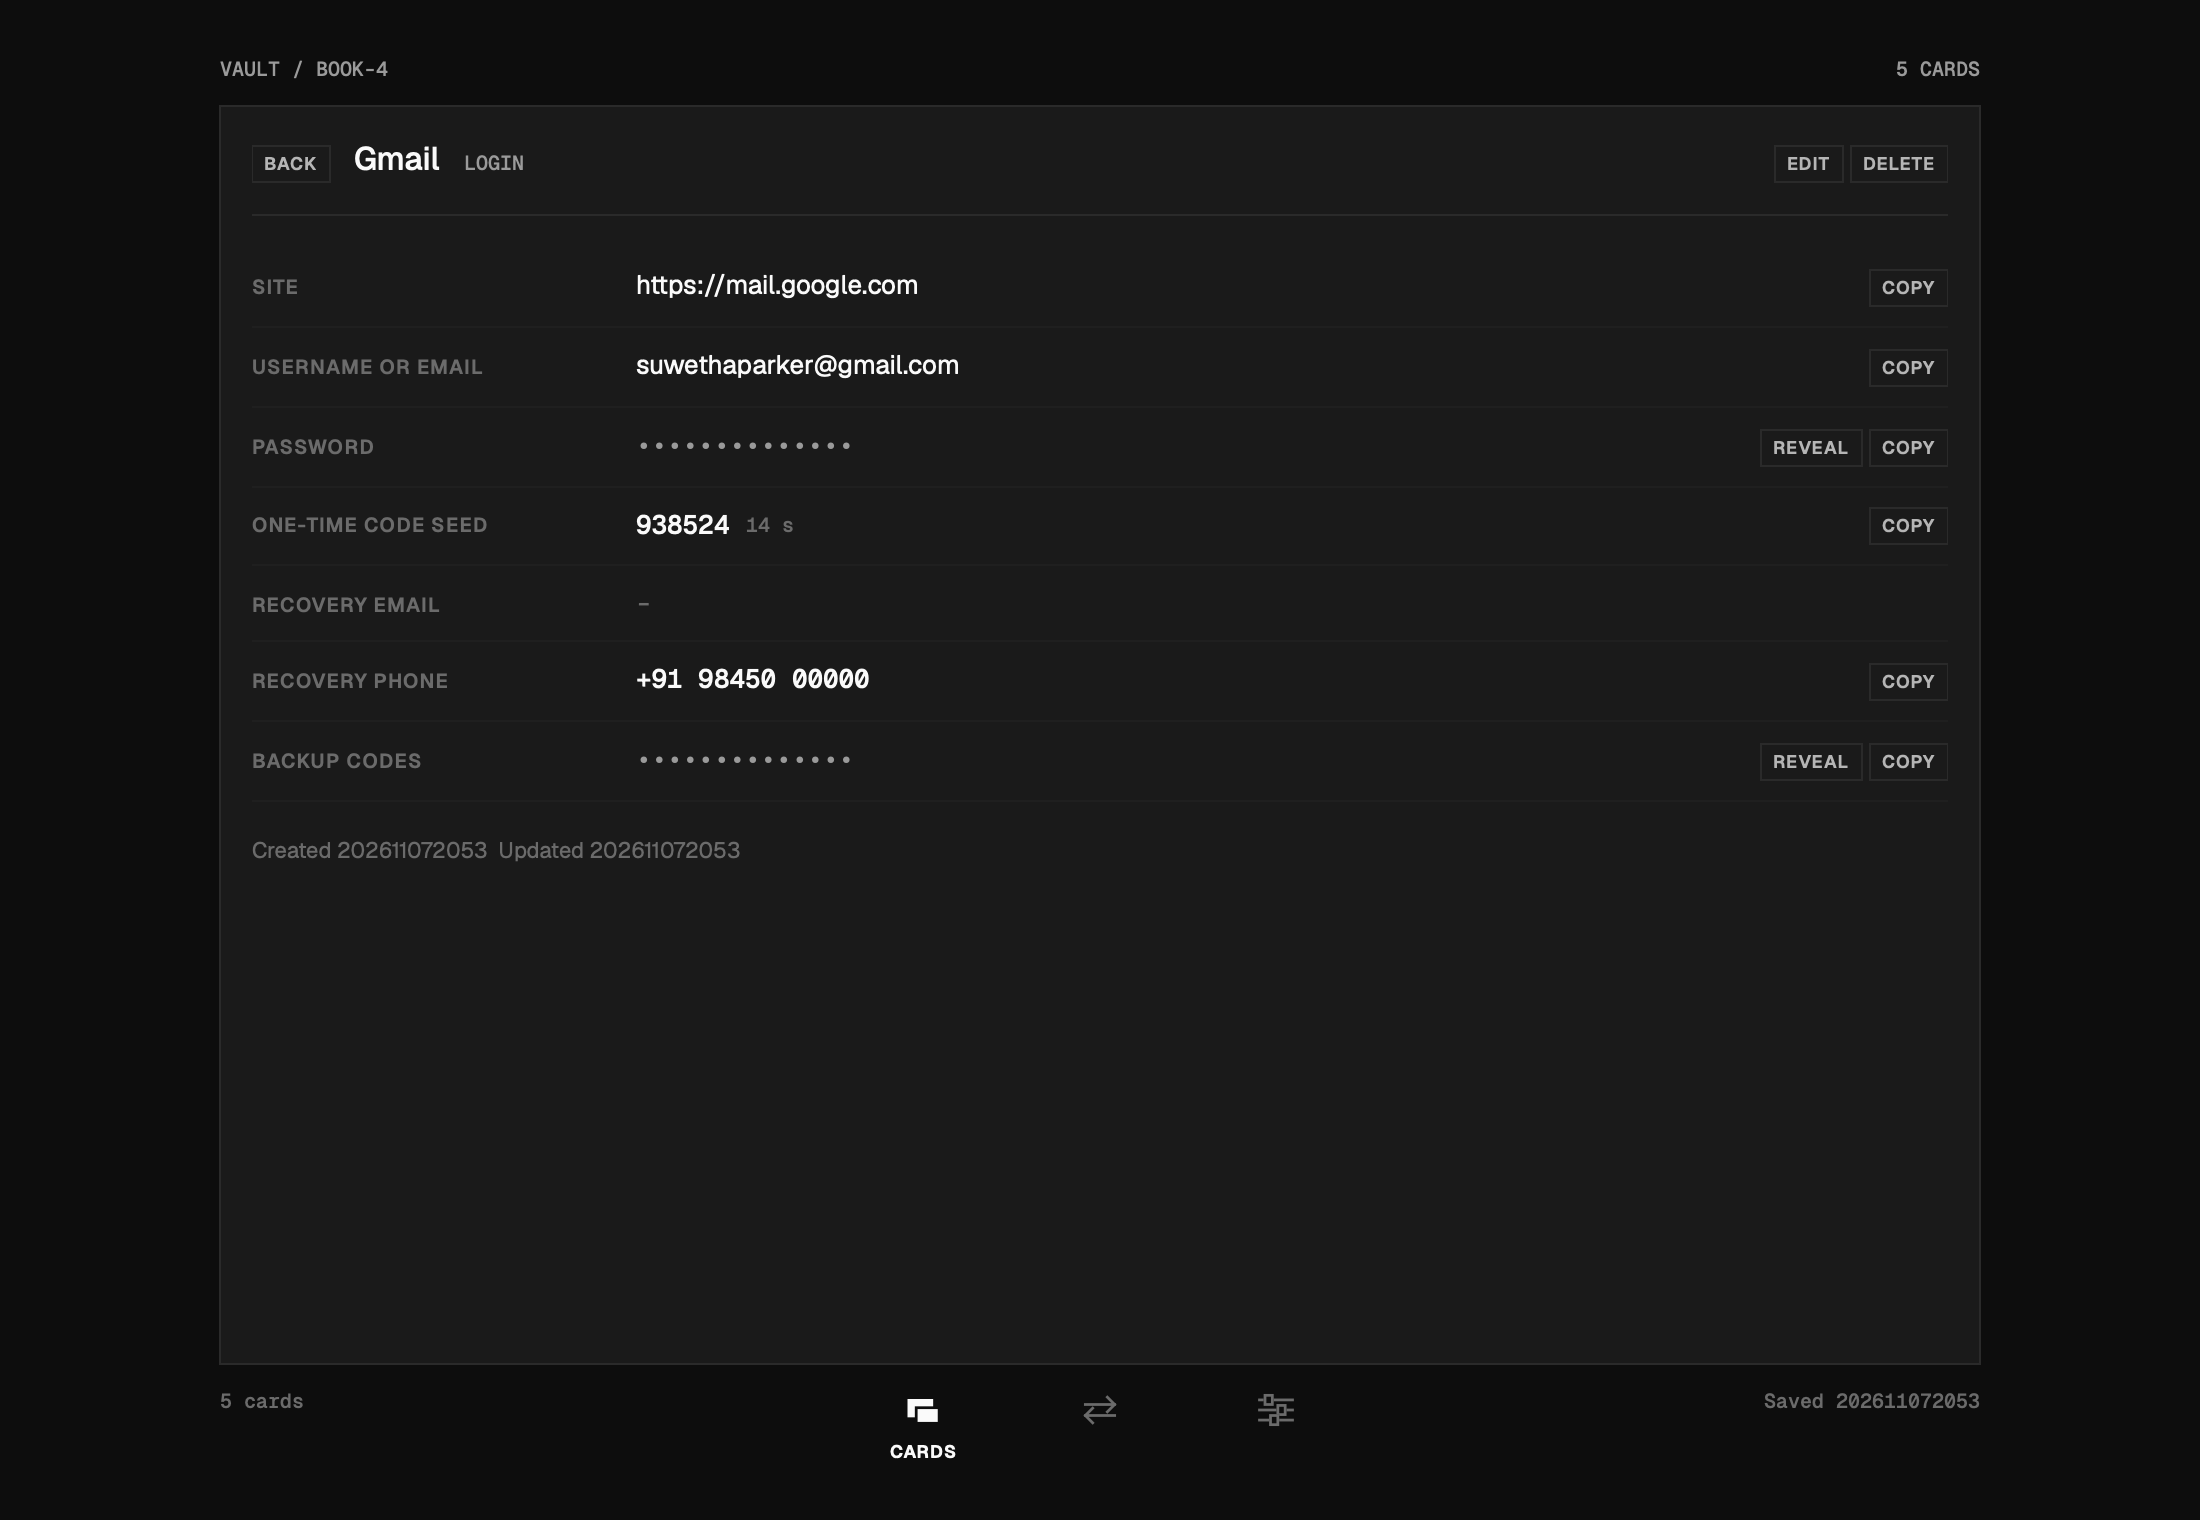 VAULT / BOOK-4 5 CARDS
BACK Gmail LOGIN EDIT DELETE
SITE https://mail.google.com COPY
USERNAME OR EMAIL suwethaparker@gmail.com COPY
PASSWORD •••••••••••••• REVEAL COPY
ONE-TIME CODE SEED 938524 14 s COPY
RECOVERY EMAIL –
RECOVERY PHONE +91 98450 00000 COPY
BACKUP CODES •••••••••••••• REVEAL COPY
Created 202611072053 Updated 202611072053
5 cards Saved 202611072053
CARDS